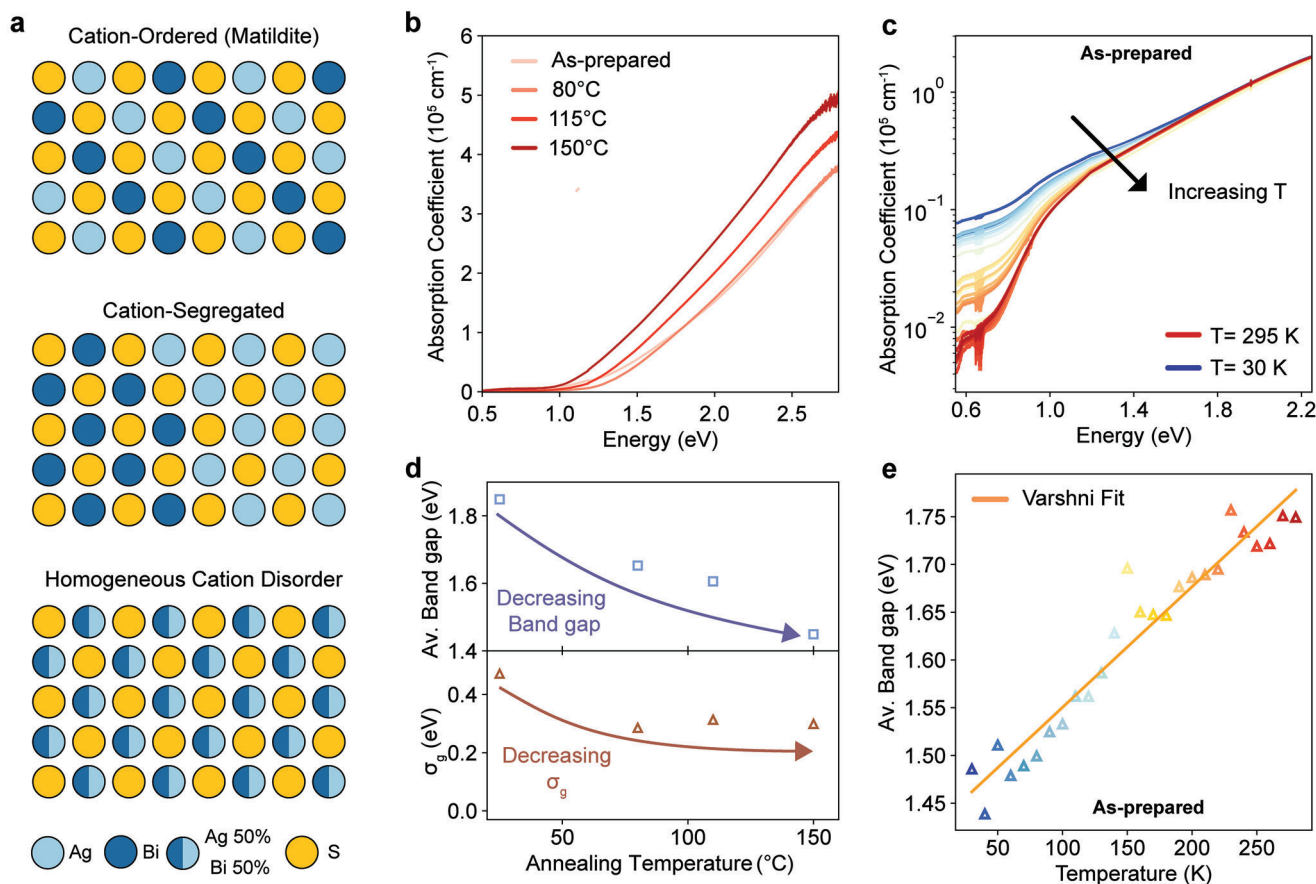 a
Cation-Ordered (Matildite)
Cation-Segregated
Homogeneous Cation Disorder
Ag
Bi
Ag 50%
Bi 50%
S
b
6
5
4
3
2
1
0
Absorption Coefficient (10⁵ cm⁻¹)
As-prepared
80°C
115°C
150°C
0.5 1.0 1.5 2.0 2.5
Energy (eV)
c
As-prepared
10⁰
10⁻¹
10⁻²
Absorption Coefficient (10⁵ cm⁻¹)
Increasing T
T= 295 K
T= 30 K
0.6 1.0 1.4 1.8 2.2
Energy (eV)
d
Av. Band gap (eV)
1.8
1.6
1.4
Decreasing
Band gap
σg (eV)
0.4
0.2
0.0
Decreasing
σg
50 100 150
Annealing Temperature (°C)
e
Varshni Fit
Av. Band gap (eV)
1.75
1.70
1.65
1.60
1.55
1.50
1.45
As-prepared
50 100 150 200 250
Temperature (K)